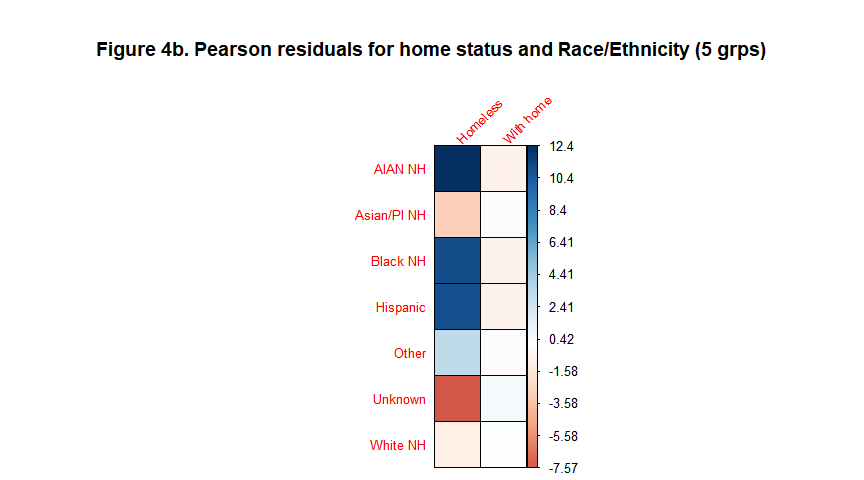 Figure 4b. Pearson residuals for home status and Race/Ethnicity (5 grps)
Homeless
With home
AIAN NH
Asian/PI NH
Black NH
Hispanic
Other
Unknown
White NH
12.4
10.4
8.4
6.41
4.41
2.41
0.42
-1.58
-3.58
-5.58
-7.57